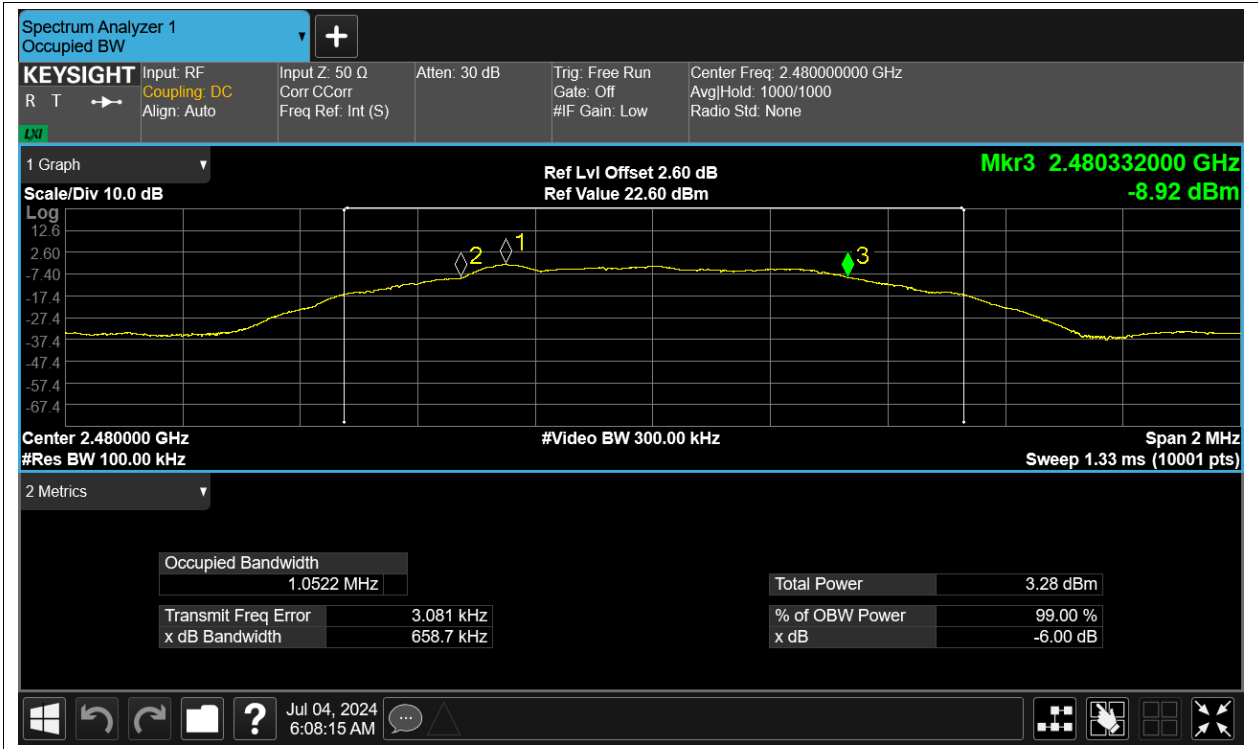 Spectrum Analyzer 1
Occupied BW
KEYSIGHT
R T
LXI
Input: RF
Coupling: DC
Align: Auto
Input Z: 50 Ω
Corr CCorr
Freq Ref: Int (S)
Atten: 30 dB
Trig: Free Run
Gate: Off
#IF Gain: Low
Center Freq: 2.480000000 GHz
Avg|Hold: 1000/1000
Radio Std: None
1 Graph
Scale/Div 10.0 dB
Ref Lvl Offset 2.60 dB
Ref Value 22.60 dBm
Mkr3 2.480332000 GHz
-8.92 dBm
Log
12.6
2.60
-7.40
-17.4
-27.4
-37.4
-47.4
-57.4
-67.4
2
1
3
Center 2.480000 GHz
#Res BW 100.00 kHz
#Video BW 300.00 kHz
Span 2 MHz
Sweep 1.33 ms (10001 pts)
2 Metrics
Occupied Bandwidth
1.0522 MHz
Transmit Freq Error 3.081 kHz
x dB Bandwidth 658.7 kHz
Total Power 3.28 dBm
% of OBW Power 99.00 %
x dB -6.00 dB
?
Jul 04, 2024
6:08:15 AM